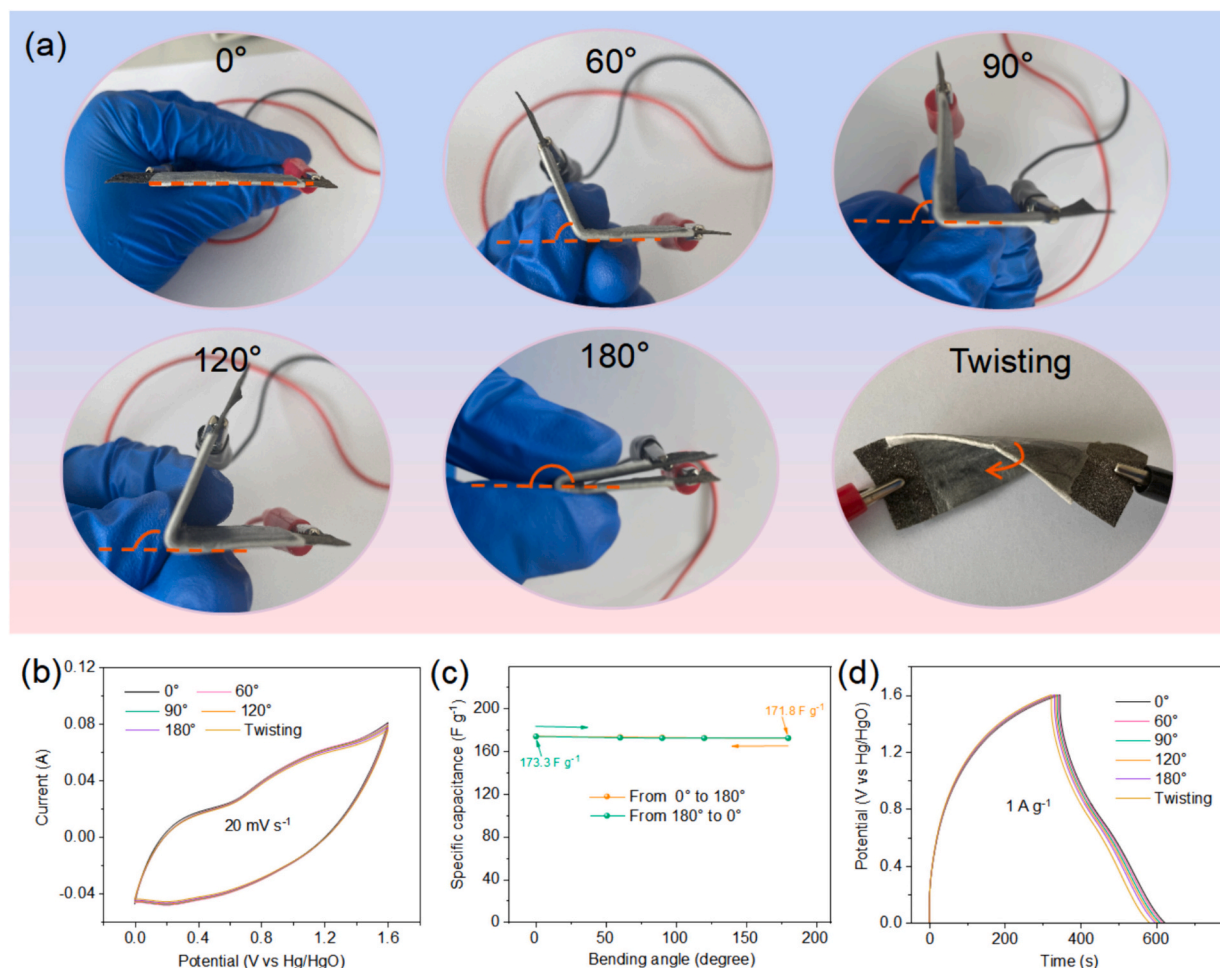 (a)
0°
60°
90°
120°
180°
Twisting
(b)
0.12
0.08
0.04
0.00
-0.04
Current (A)
0° 60°
90° 120°
180° Twisting
20 mV s⁻¹
0.0 0.4 0.8 1.2 1.6
Potential (V vs Hg/HgO)
(c)
200
160
120
80
40
0
Specific capacitance (F g⁻¹)
171.8 F g⁻¹
173.3 F g⁻¹
From 0° to 180°
From 180° to 0°
0 50 100 150 200
Bending angle (degree)
(d)
1.6
1.2
0.8
0.4
0.0
Potential (V vs Hg/HgO)
0°
60°
90°
120°
180°
Twisting
1 A g⁻¹
0 200 400 600
Time (s)